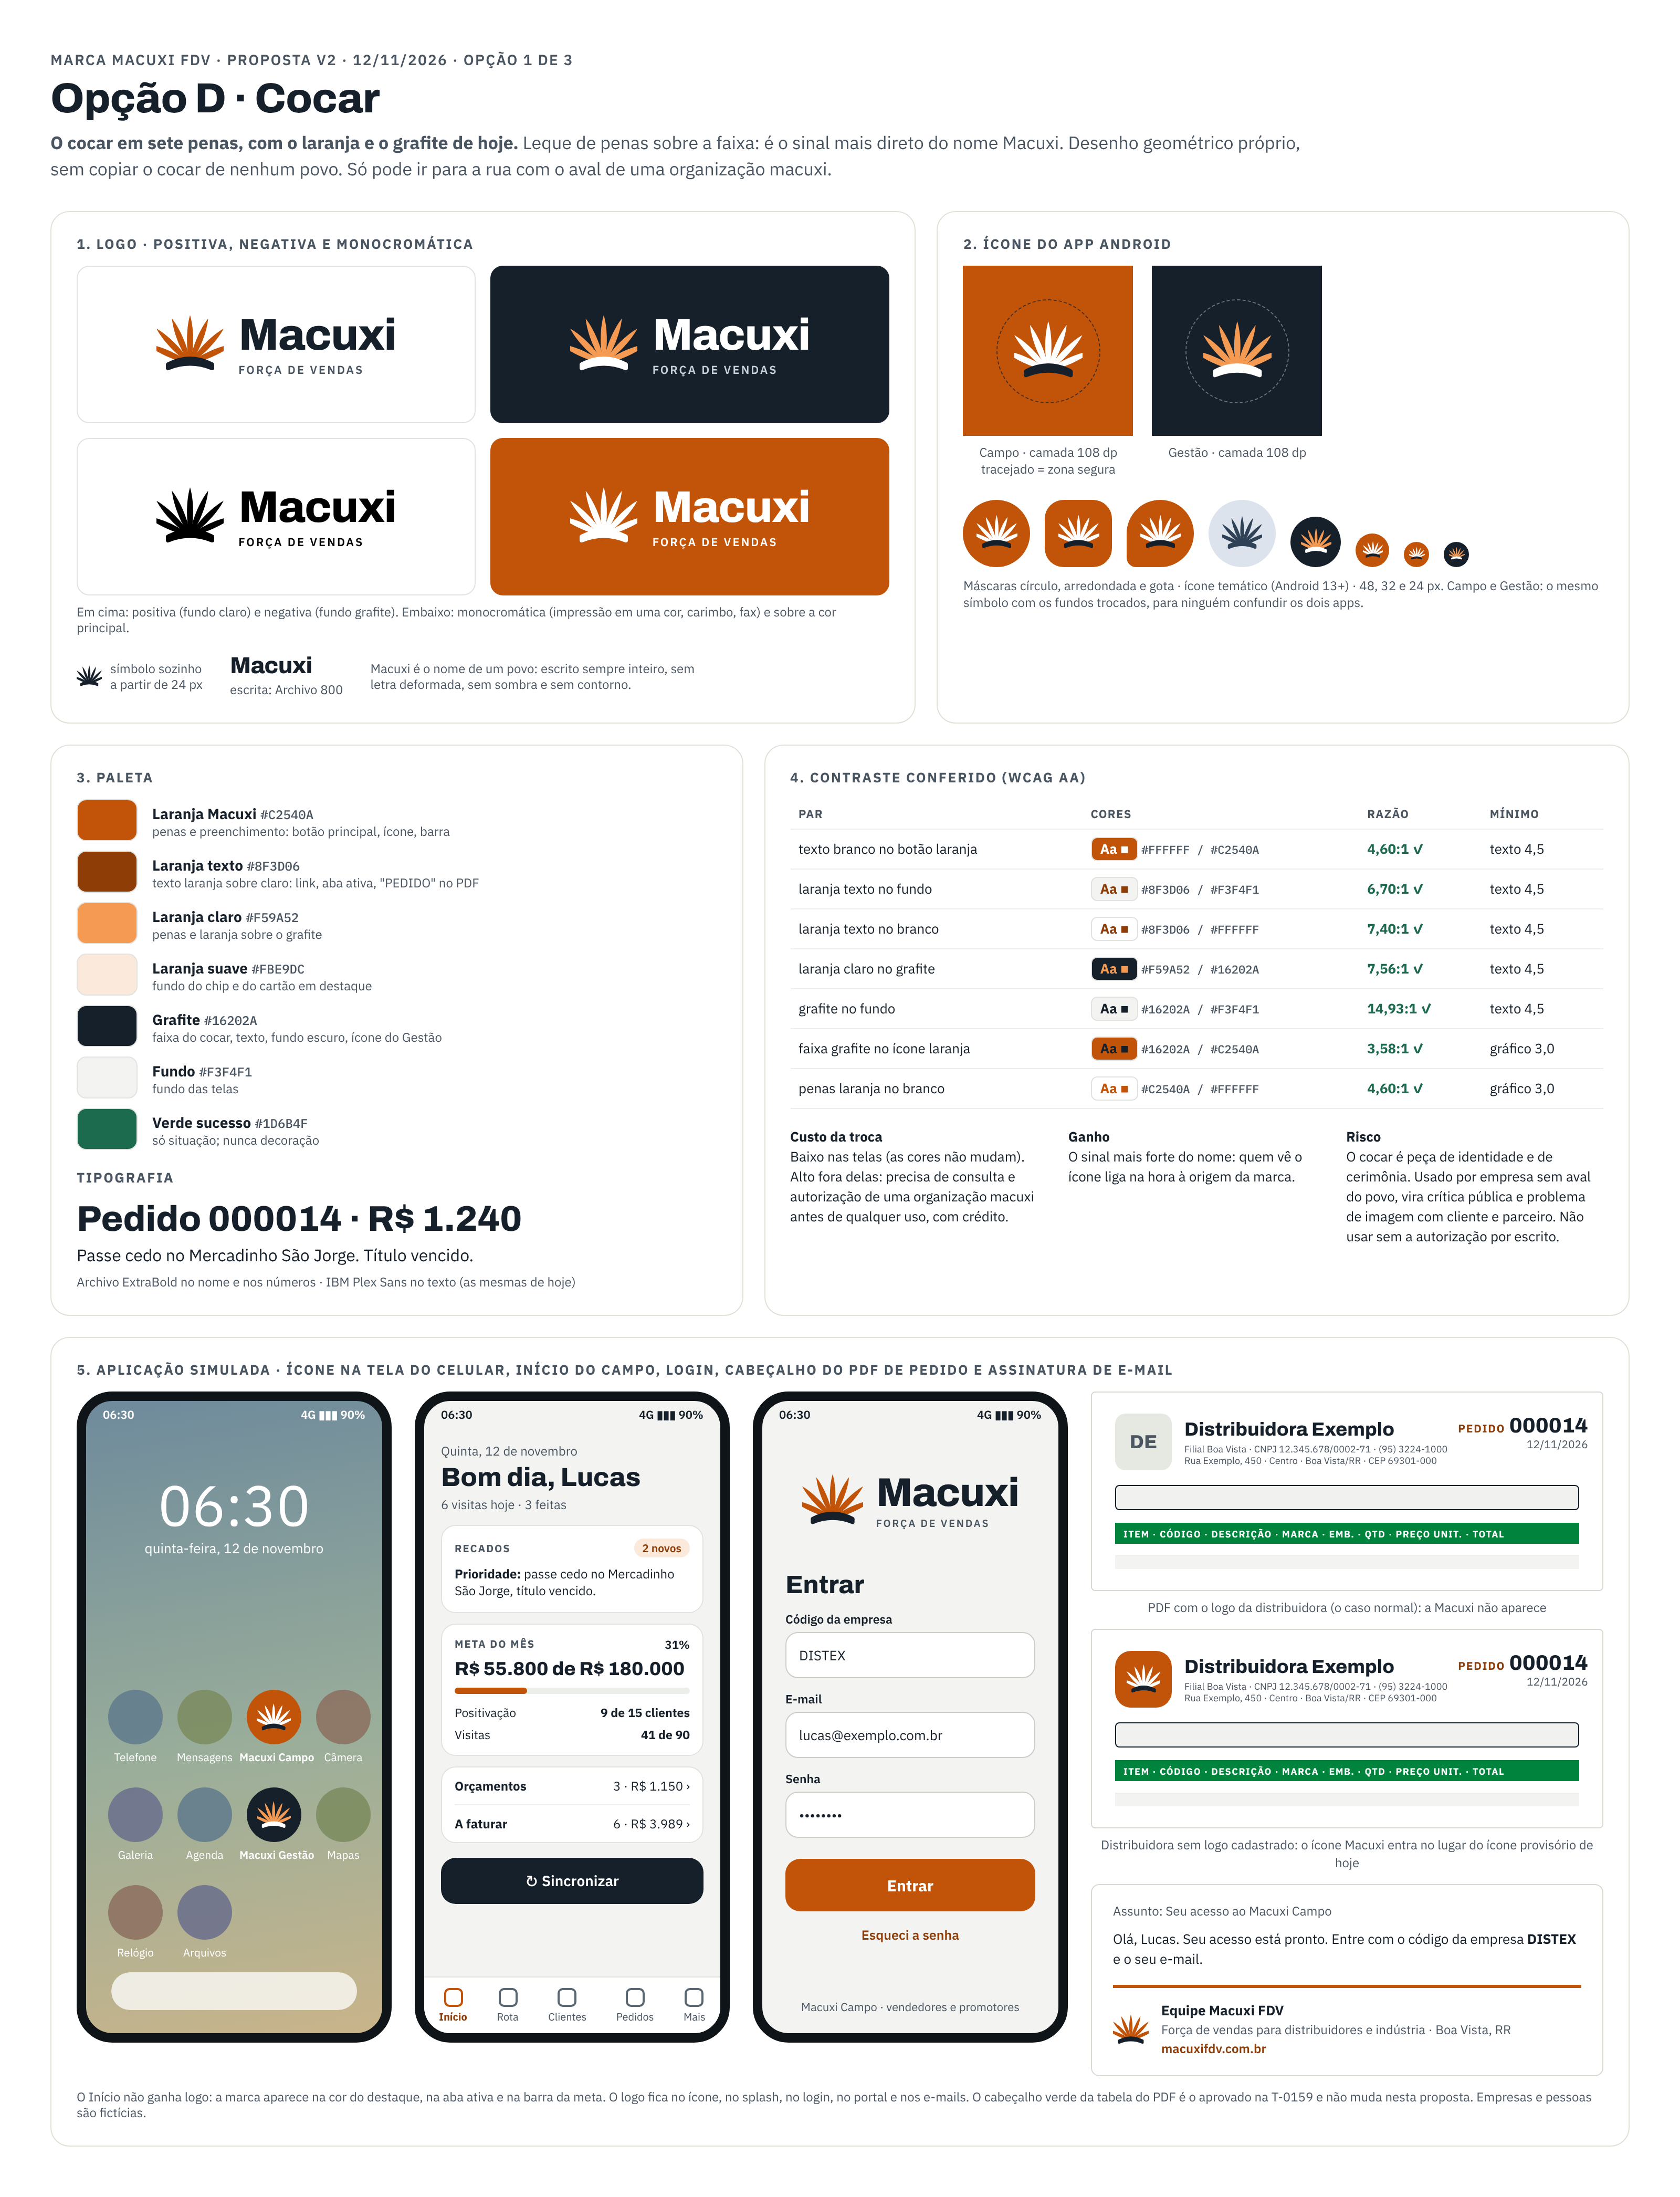 MARCA MACUXI FDV · PROPOSTA V2 · 12/11/2026 · OPÇÃO 1 DE 3
Opção D · Cocar
O cocar em sete penas, com o laranja e o grafite de hoje. Leque de penas sobre a faixa: é o sinal mais direto do nome Macuxi. Desenho geométrico próprio,
sem copiar o cocar de nenhum povo. Só pode ir para a rua com o aval de uma organização macuxi.
1. LOGO · POSITIVA, NEGATIVA E MONOCROMÁTICA
Macuxi
FORÇA DE VENDAS
Macuxi
FORÇA DE VENDAS
Macuxi
FORÇA DE VENDAS
Macuxi
FORÇA DE VENDAS
Em cima: positiva (fundo claro) e negativa (fundo grafite). Embaixo: monocromática (impressão em uma cor, carimbo, fax) e sobre a cor
principal.
símbolo sozinho
a partir de 24 px
Macuxi
escrita: Archivo 800
Macuxi é o nome de um povo: escrito sempre inteiro, sem
letra deformada, sem sombra e sem contorno.
2. ÍCONE DO APP ANDROID
Campo · camada 108 dp
tracejado = zona segura
Gestão · camada 108 dp
Máscaras círculo, arredondada e gota · ícone temático (Android 13+) · 48, 32 e 24 px. Campo e Gestão: o mesmo
símbolo com os fundos trocados, para ninguém confundir os dois apps.
3. PALETA
Laranja Macuxi #C2540A
penas e preenchimento: botão principal, ícone, barra
Laranja texto #8F3D06
texto laranja sobre claro: link, aba ativa, "PEDIDO" no PDF
Laranja claro #F59A52
penas e laranja sobre o grafite
Laranja suave #FBE9DC
fundo do chip e do cartão em destaque
Grafite #16202A
faixa do cocar, texto, fundo escuro, ícone do Gestão
Fundo #F3F4F1
fundo das telas
Verde sucesso #1D6B4F
só situação; nunca decoração
TIPOGRAFIA
Pedido 000014 · R$ 1.240
Passe cedo no Mercadinho São Jorge. Título vencido.
Archivo ExtraBold no nome e nos números · IBM Plex Sans no texto (as mesmas de hoje)
4. CONTRASTE CONFERIDO (WCAG AA)
PAR CORES RAZÃO MÍNIMO
texto branco no botão laranja Aa ■ #FFFFFF / #C2540A 4,60:1 ✓ texto 4,5
laranja texto no fundo Aa ■ #8F3D06 / #F3F4F1 6,70:1 ✓ texto 4,5
laranja texto no branco Aa ■ #8F3D06 / #FFFFFF 7,40:1 ✓ texto 4,5
laranja claro no grafite Aa ■ #F59A52 / #16202A 7,56:1 ✓ texto 4,5
grafite no fundo Aa ■ #16202A / #F3F4F1 14,93:1 ✓ texto 4,5
faixa grafite no ícone laranja Aa ■ #16202A / #C2540A 3,58:1 ✓ gráfico 3,0
penas laranja no branco Aa ■ #C2540A / #FFFFFF 4,60:1 ✓ gráfico 3,0
Custo da troca
Baixo nas telas (as cores não mudam).
Alto fora delas: precisa de consulta e
autorização de uma organização macuxi
antes de qualquer uso, com crédito.
Ganho
O sinal mais forte do nome: quem vê o
ícone liga na hora à origem da marca.
Risco
O cocar é peça de identidade e de
cerimônia. Usado por empresa sem aval
do povo, vira crítica pública e problema
de imagem com cliente e parceiro. Não
usar sem a autorização por escrito.
5. APLICAÇÃO SIMULADA · ÍCONE NA TELA DO CELULAR, INÍCIO DO CAMPO, LOGIN, CABEÇALHO DO PDF DE PEDIDO E ASSINATURA DE E-MAIL
06:30 4G ▮▮▮ 90%
06:30
quinta-feira, 12 de novembro
Telefone Mensagens Macuxi Campo Câmera
Galeria Agenda Macuxi Gestão Mapas
Relógio Arquivos
06:30 4G ▮▮▮ 90%
Quinta, 12 de novembro
Bom dia, Lucas
6 visitas hoje · 3 feitas
RECADOS 2 novos
Prioridade: passe cedo no Mercadinho
São Jorge, título vencido.
META DO MÊS 31%
R$ 55.800 de R$ 180.000
Positivação 9 de 15 clientes
Visitas 41 de 90
Orçamentos 3 · R$ 1.150 ›
A faturar 6 · R$ 3.989 ›
↻ Sincronizar
Início Rota Clientes Pedidos Mais
06:30 4G ▮▮▮ 90%
Macuxi
FORÇA DE VENDAS
Entrar
Código da empresa
DISTEX
E-mail
lucas@exemplo.com.br
Senha
••••••••
Entrar
Esqueci a senha
Macuxi Campo · vendedores e promotores
DE
Distribuidora Exemplo
Filial Boa Vista · CNPJ 12.345.678/0002-71 · (95) 3224-1000
Rua Exemplo, 450 · Centro · Boa Vista/RR · CEP 69301-000
PEDIDO 000014
12/11/2026
ITEM · CÓDIGO · DESCRIÇÃO · MARCA · EMB. · QTD · PREÇO UNIT. · TOTAL
PDF com o logo da distribuidora (o caso normal): a Macuxi não aparece
Distribuidora Exemplo
Filial Boa Vista · CNPJ 12.345.678/0002-71 · (95) 3224-1000
Rua Exemplo, 450 · Centro · Boa Vista/RR · CEP 69301-000
PEDIDO 000014
12/11/2026
ITEM · CÓDIGO · DESCRIÇÃO · MARCA · EMB. · QTD · PREÇO UNIT. · TOTAL
Distribuidora sem logo cadastrado: o ícone Macuxi entra no lugar do ícone provisório de
hoje
Assunto: Seu acesso ao Macuxi Campo
Olá, Lucas. Seu acesso está pronto. Entre com o código da empresa DISTEX
e o seu e-mail.
Equipe Macuxi FDV
Força de vendas para distribuidores e indústria · Boa Vista, RR
macuxifdv.com.br
O Início não ganha logo: a marca aparece na cor do destaque, na aba ativa e na barra da meta. O logo fica no ícone, no splash, no login, no portal e nos e-mails. O cabeçalho verde da tabela do PDF é o aprovado na T-0159 e não muda nesta proposta. Empresas e pessoas
são fictícias.